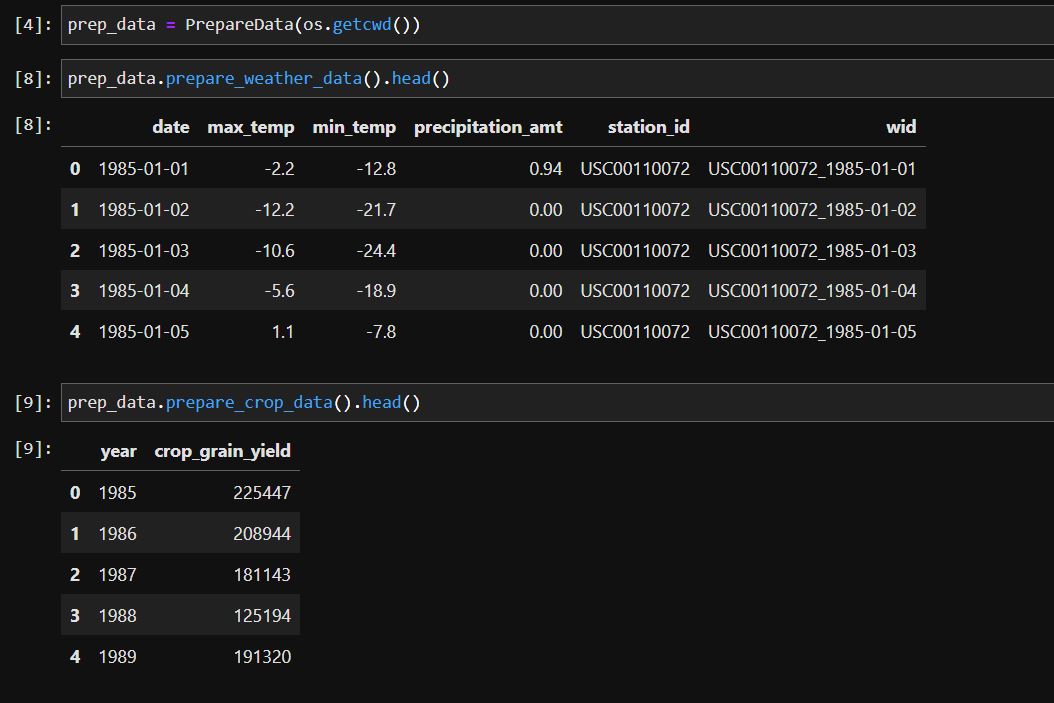 [4]: prep_data = PrepareData(os.getcwd())
[8]: prep_data.prepare_weather_data().head()
[8]: date max_temp min_temp precipitation_amt station_id wid
0 1985-01-01 -2.2 -12.8 0.94 USC00110072 USC00110072_1985-01-01
1 1985-01-02 -12.2 -21.7 0.00 USC00110072 USC00110072_1985-01-02
2 1985-01-03 -10.6 -24.4 0.00 USC00110072 USC00110072_1985-01-03
3 1985-01-04 -5.6 -18.9 0.00 USC00110072 USC00110072_1985-01-04
4 1985-01-05 1.1 -7.8 0.00 USC00110072 USC00110072_1985-01-05
[9]: prep_data.prepare_crop_data().head()
[9]: year crop_grain_yield
0 1985 225447
1 1986 208944
2 1987 181143
3 1988 125194
4 1989 191320